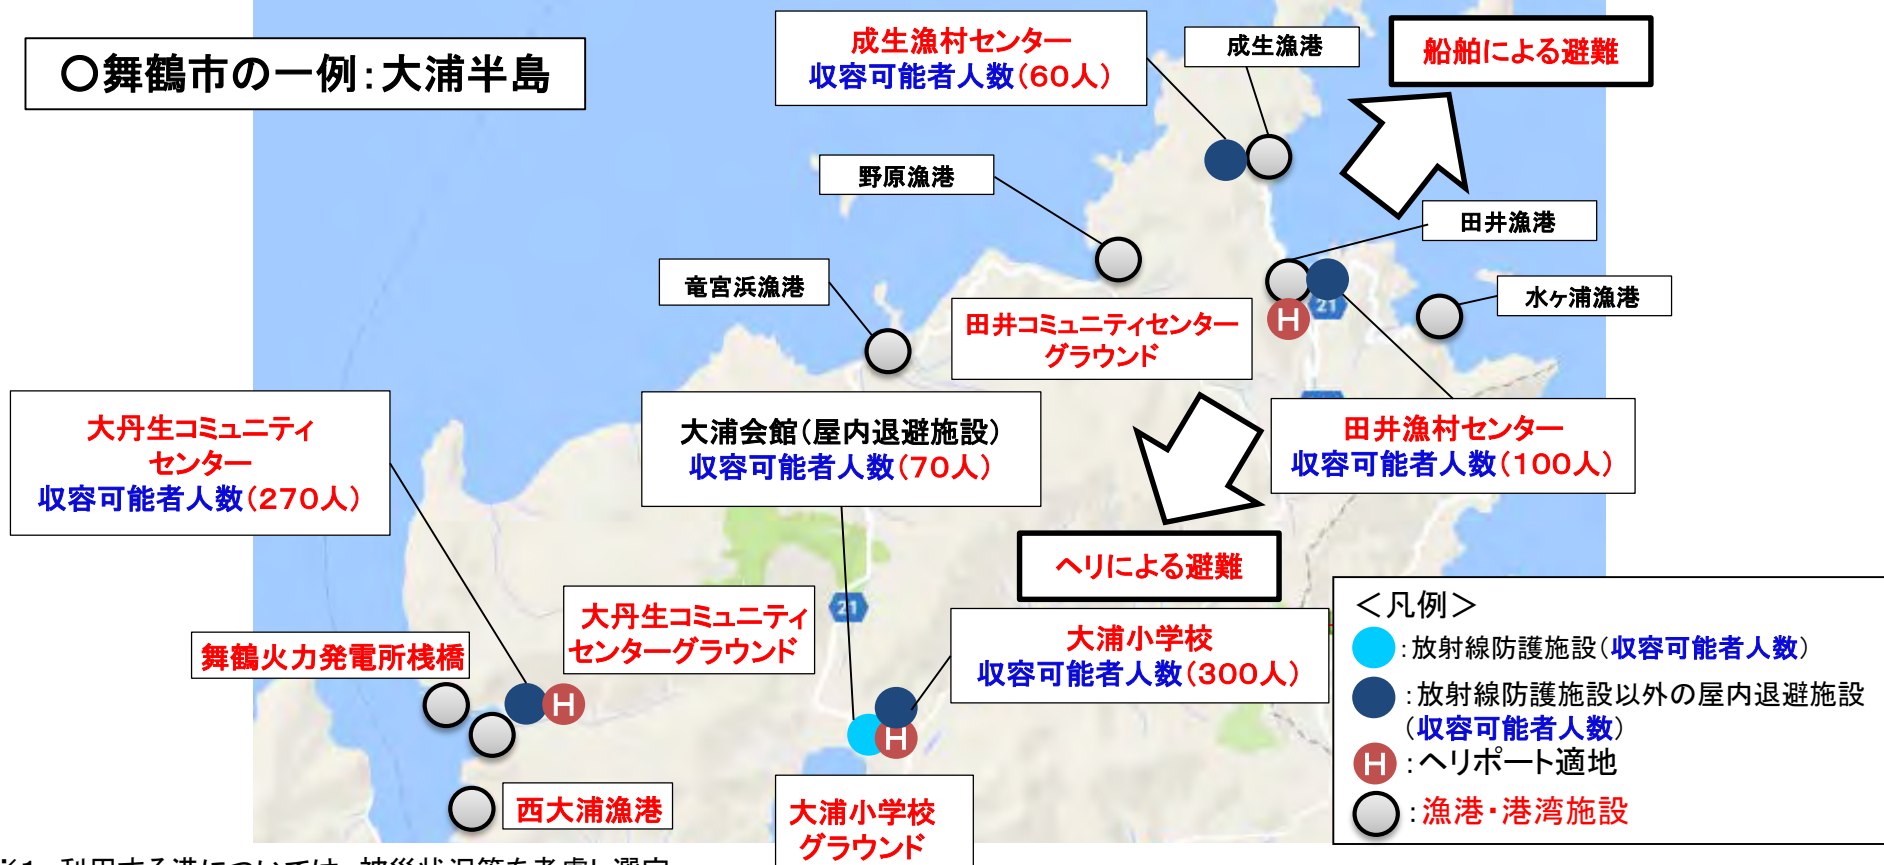 ○舞鶴市の一例：大浦半島
成生漁村センター
収容可能者人数（60人）
成生漁港
船舶による避難
野原漁港
田井漁港
竜宮浜漁港
水ヶ浦漁港
田井コミュニティセンター
グラウンド
H
21
大丹生コミュニティ
センター
収容可能者人数（270人）
大浦会館（屋内退避施設）
収容可能者人数（70人）
田井漁村センター
収容可能者人数（100人）
ヘリによる避難
大丹生コミュニティ
センターグラウンド
21
舞鶴火力発電所桟橋
大浦小学校
収容可能者人数（300人）
H
H
西大浦漁港
大浦小学校
グラウンド
＜凡例＞
：放射線防護施設（収容可能者人数）
：放射線防護施設以外の屋内退避施設
（収容可能者人数）
H：ヘリポート適地
：漁港・港湾施設